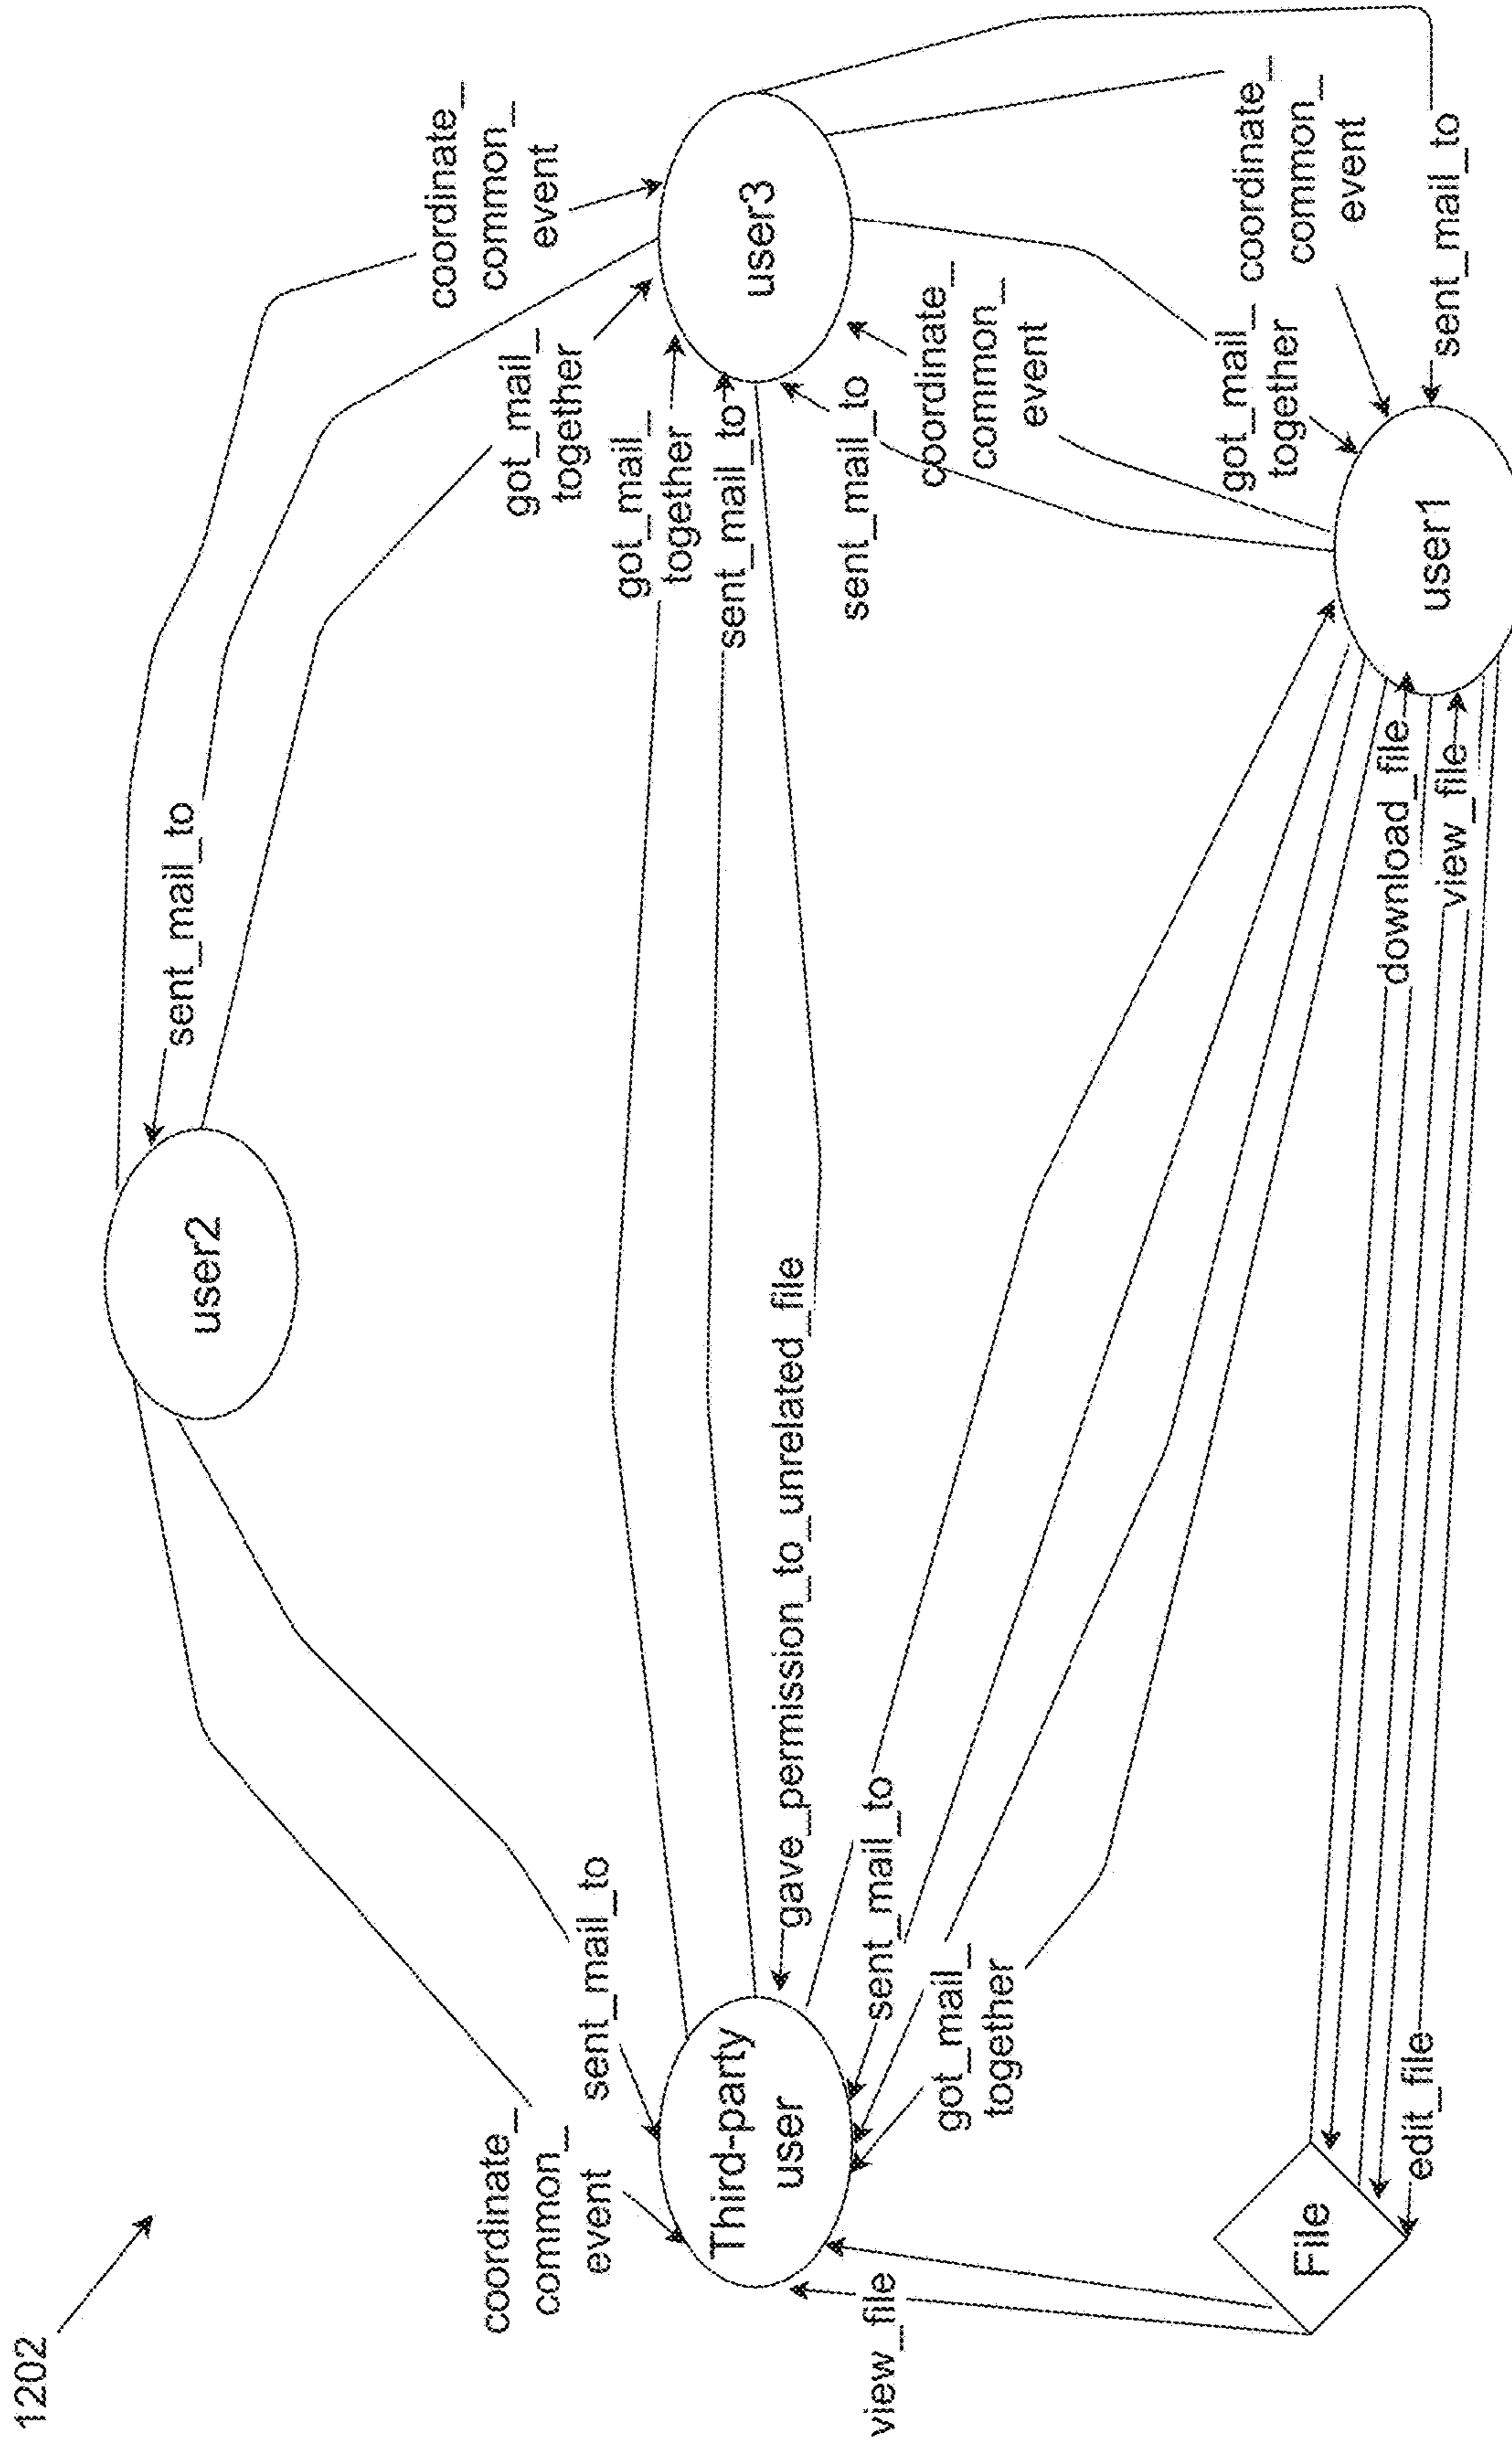 1202
user2
sent_mail_to
coordinate_
common_
event
coordinate_
common_
event
sent_mail_to
got_mail_
together
got_mail_
together
sent_mail_to
Third-party
user
gave_permission_to_unrelated_file
user3
sent_mail_to
coordinate_
common_
event
view_file
sent_mail_to
got_mail_
together
got_mail_
together
coordinate_
common_
event
sent_mail_to
File
edit_file
download_file
view_file
user1